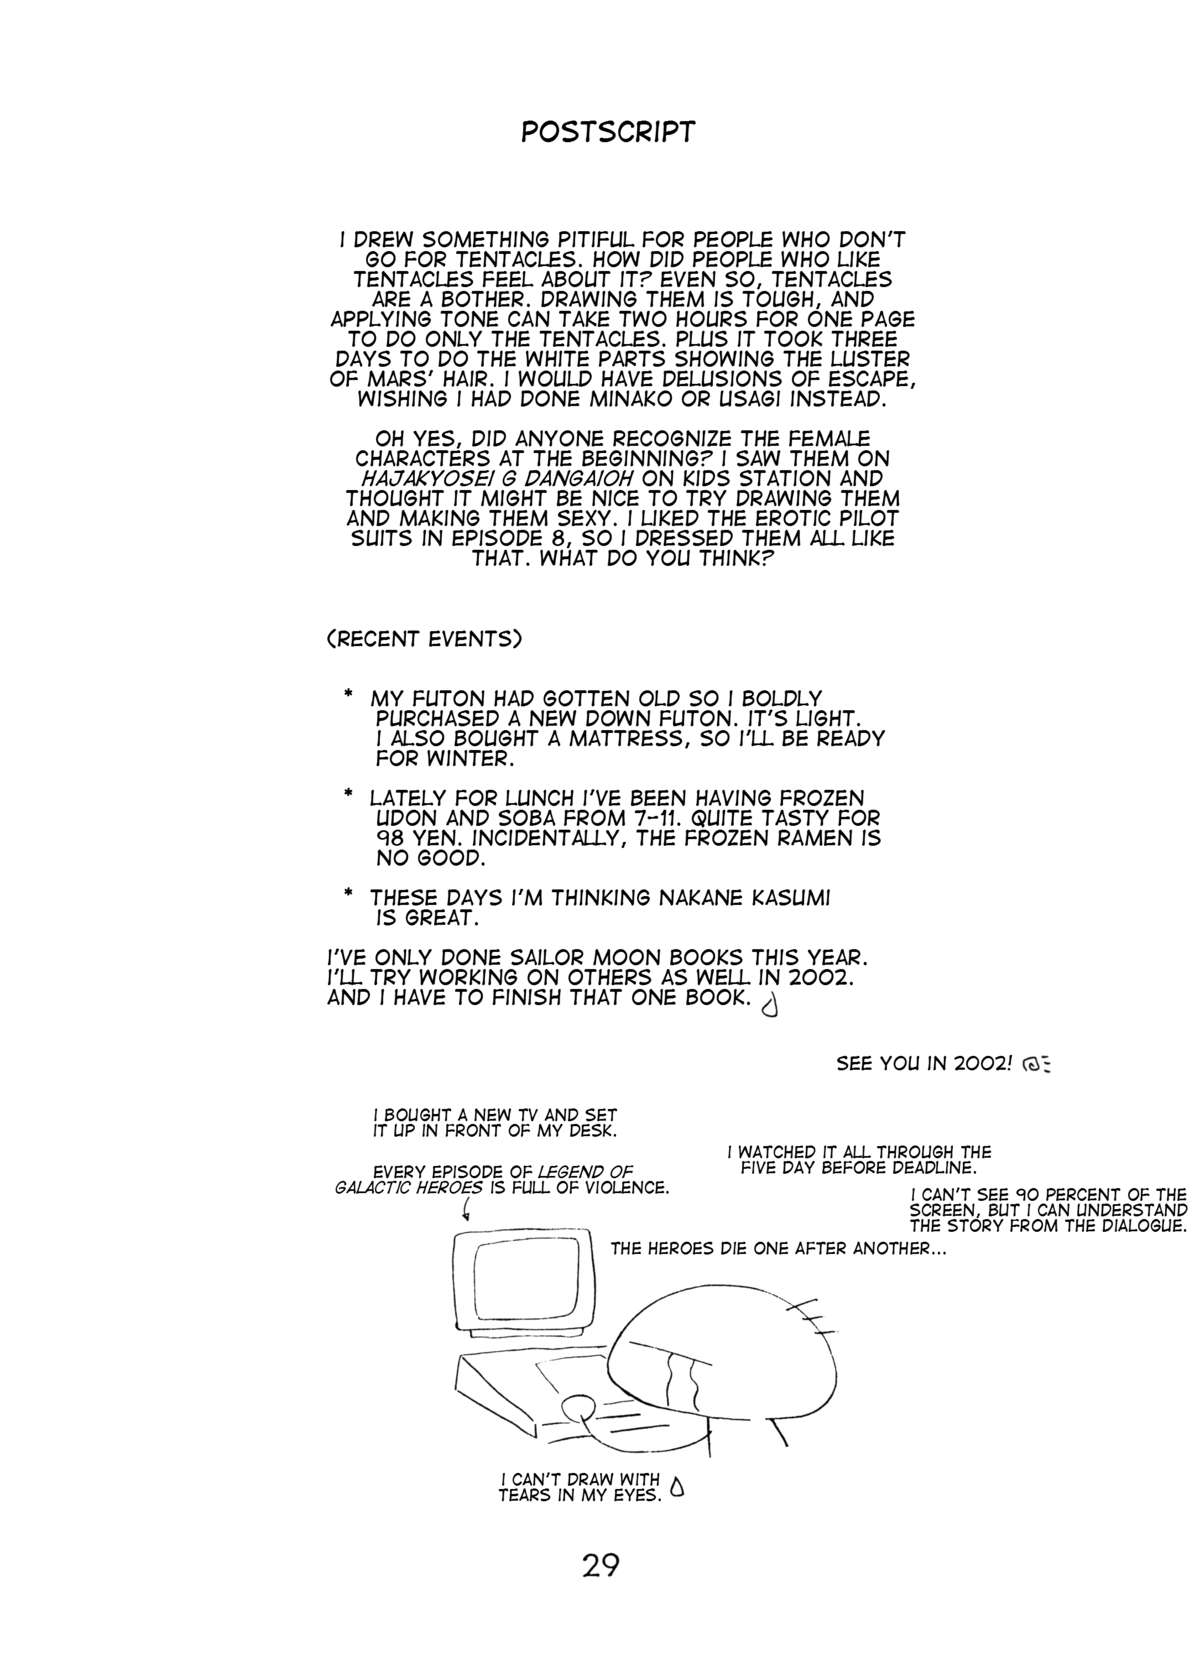 POSTSCRIPT
I DREW SOMETHING PITIFUL FOR PEOPLE WHO DON'T
GO FOR TENTACLES. HOW DID PEOPLE WHO LIKE
TENTACLES FEEL ABOUT IT? EVEN SO, TENTACLES
ARE A BOTHER. DRAWING THEM IS TOUGH, AND
APPLYING TONE CAN TAKE TWO HOURS FOR ONE PAGE
TO DO ONLY THE TENTACLES. PLUS IT TOOK THREE
DAYS TO DO THE WHITE PARTS SHOWING THE LUSTER
OF MARS' HAIR. I WOULD HAVE DELUSIONS OF ESCAPE,
WISHING I HAD DONE MINAKO OR USAGI INSTEAD.
OH YES, DID ANYONE RECOGNIZE THE FEMALE
CHARACTERS AT THE BEGINNING? I SAW THEM ON
HAJAKYOSEI G DANGAIOH ON KIDS STATION AND
THOUGHT IT MIGHT BE NICE TO TRY DRAWING THEM
AND MAKING THEM SEXY. I LIKED THE EROTIC PILOT
SUITS IN EPISODE 8, SO I DRESSED THEM ALL LIKE
THAT. WHAT DO YOU THINK?
(RECENT EVENTS)
* MY FUTON HAD GOTTEN OLD SO I BOLDLY
PURCHASED A NEW DOWN FUTON. IT'S LIGHT.
I ALSO BOUGHT A MATTRESS, SO I'LL BE READY
FOR WINTER.
* LATELY FOR LUNCH I'VE BEEN HAVING FROZEN
UDON AND SOBA FROM 7-11. QUITE TASTY FOR
98 YEN. INCIDENTALLY, THE FROZEN RAMEN IS
NO GOOD.
* THESE DAYS I'M THINKING NAKANE KASUMI
IS GREAT.
I'VE ONLY DONE SAILOR MOON BOOKS THIS YEAR.
I'LL TRY WORKING ON OTHERS AS WELL IN 2002.
AND I HAVE TO FINISH THAT ONE BOOK.
SEE YOU IN 2002!
I BOUGHT A NEW TV AND SET
IT UP IN FRONT OF MY DESK.
I WATCHED IT ALL THROUGH THE
FIVE DAY BEFORE DEADLINE.
EVERY EPISODE OF LEGEND OF
GALACTIC HEROES IS FULL OF VIOLENCE.
I CAN'T SEE 90 PERCENT OF THE
SCREEN, BUT I CAN UNDERSTAND
THE STORY FROM THE DIALOGUE.
THE HEROES DIE ONE AFTER ANOTHER...
I CAN'T DRAW WITH
TEARS IN MY EYES.
29